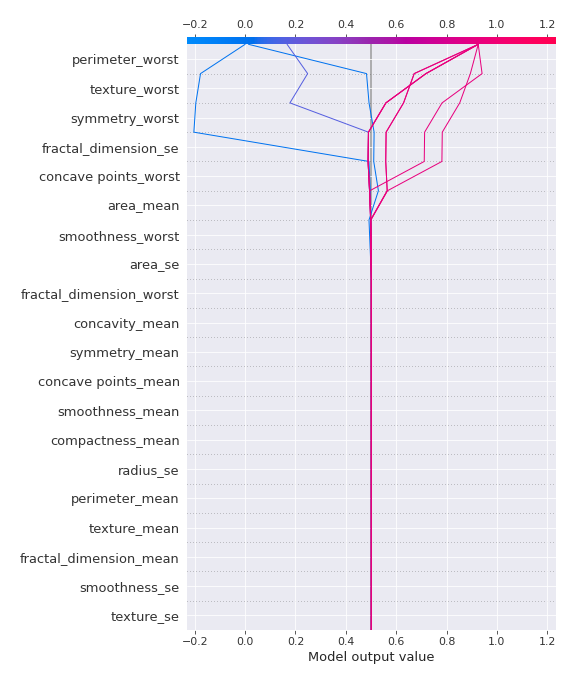 −0.2 0.0 0.2 0.4 0.6 0.8 1.0 1.2
perimeter_worst
texture_worst
symmetry_worst
fractal_dimension_se
concave points_worst
area_mean
smoothness_worst
area_se
fractal_dimension_worst
concavity_mean
symmetry_mean
concave points_mean
smoothness_mean
compactness_mean
radius_se
perimeter_mean
texture_mean
fractal_dimension_mean
smoothness_se
texture_se
−0.2 0.0 0.2 0.4 0.6 0.8 1.0 1.2
Model output value